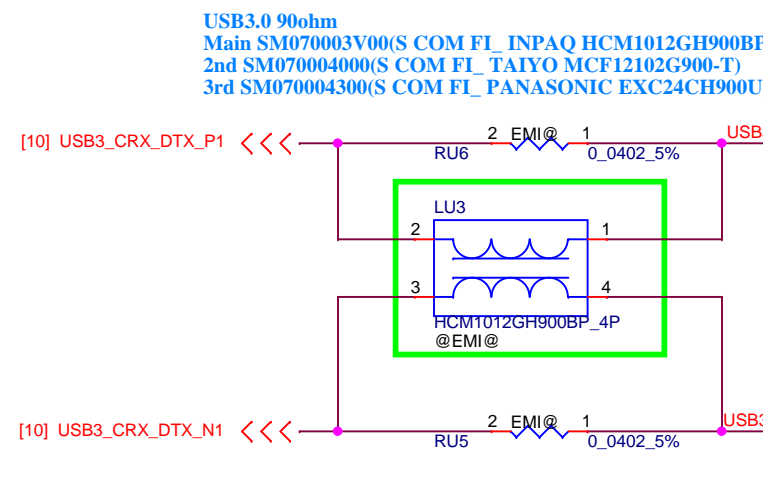 USB3.0 90ohm
Main SM070003V00(S COM FI_ INPAQ HCM1012GH900BP
2nd SM070004000(S COM FI_ TAIYO MCF12102G900-T)
3rd SM070004300(S COM FI_ PANASONIC EXC24CH900U
[10] USB3_CRX_DTX_P1 2 EMI@ 1 USB
RU6 0_0402_5%
LU3
2 1
3 4
HCM1012GH900BP_4P
@EMI@
[10] USB3_CRX_DTX_N1 2 EMI@ 1 USB3
RU5 0_0402_5%